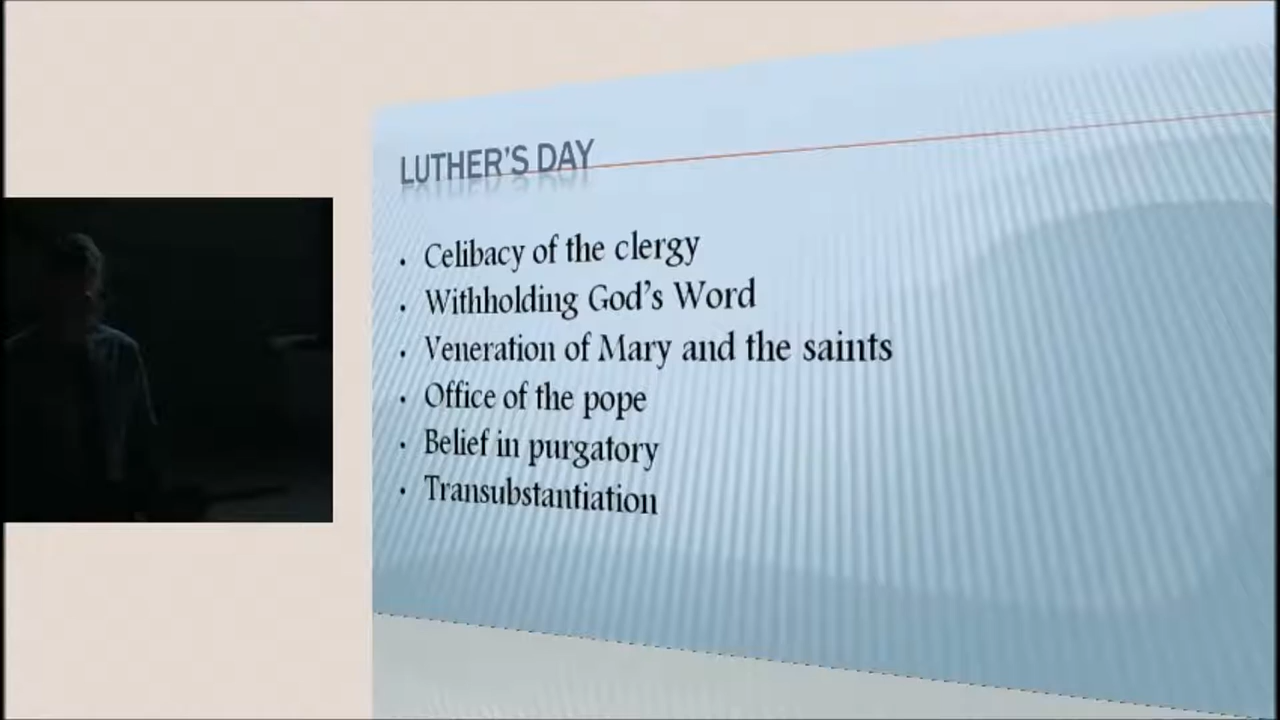 LUTHER'S DAY
• Celibacy of the clergy
• Withholding God's Word
• Veneration of Mary and the saints
• Office of the pope
• Belief in purgatory
• Transubstantiation